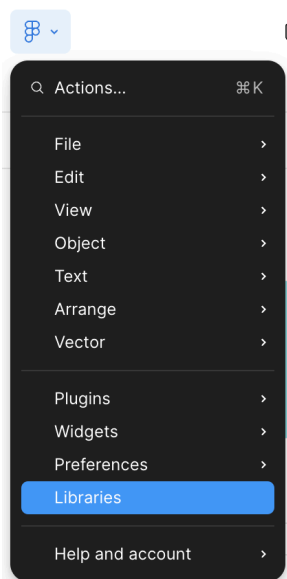 Actions... ⌘K
File
Edit
View
Object
Text
Arrange
Vector
Plugins
Widgets
Preferences
Libraries
Help and account